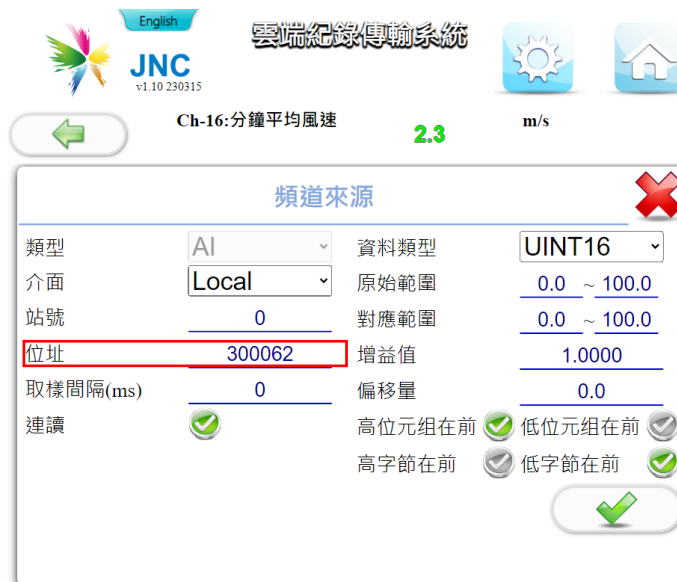 English
雲端紀錄傳輸系統
JNC
v1.10 230315
Ch-16:分鐘平均風速 2.3 m/s
頻道來源
類型 AI 資料類型 UINT16
介面 Local 原始範圍 0.0 ~ 100.0
站號 0 對應範圍 0.0 ~ 100.0
位址 300062 增益值 1.0000
取樣間隔(ms) 0 偏移量 0.0
連讀 高位元组在前 低位元组在前
高字節在前 低字節在前